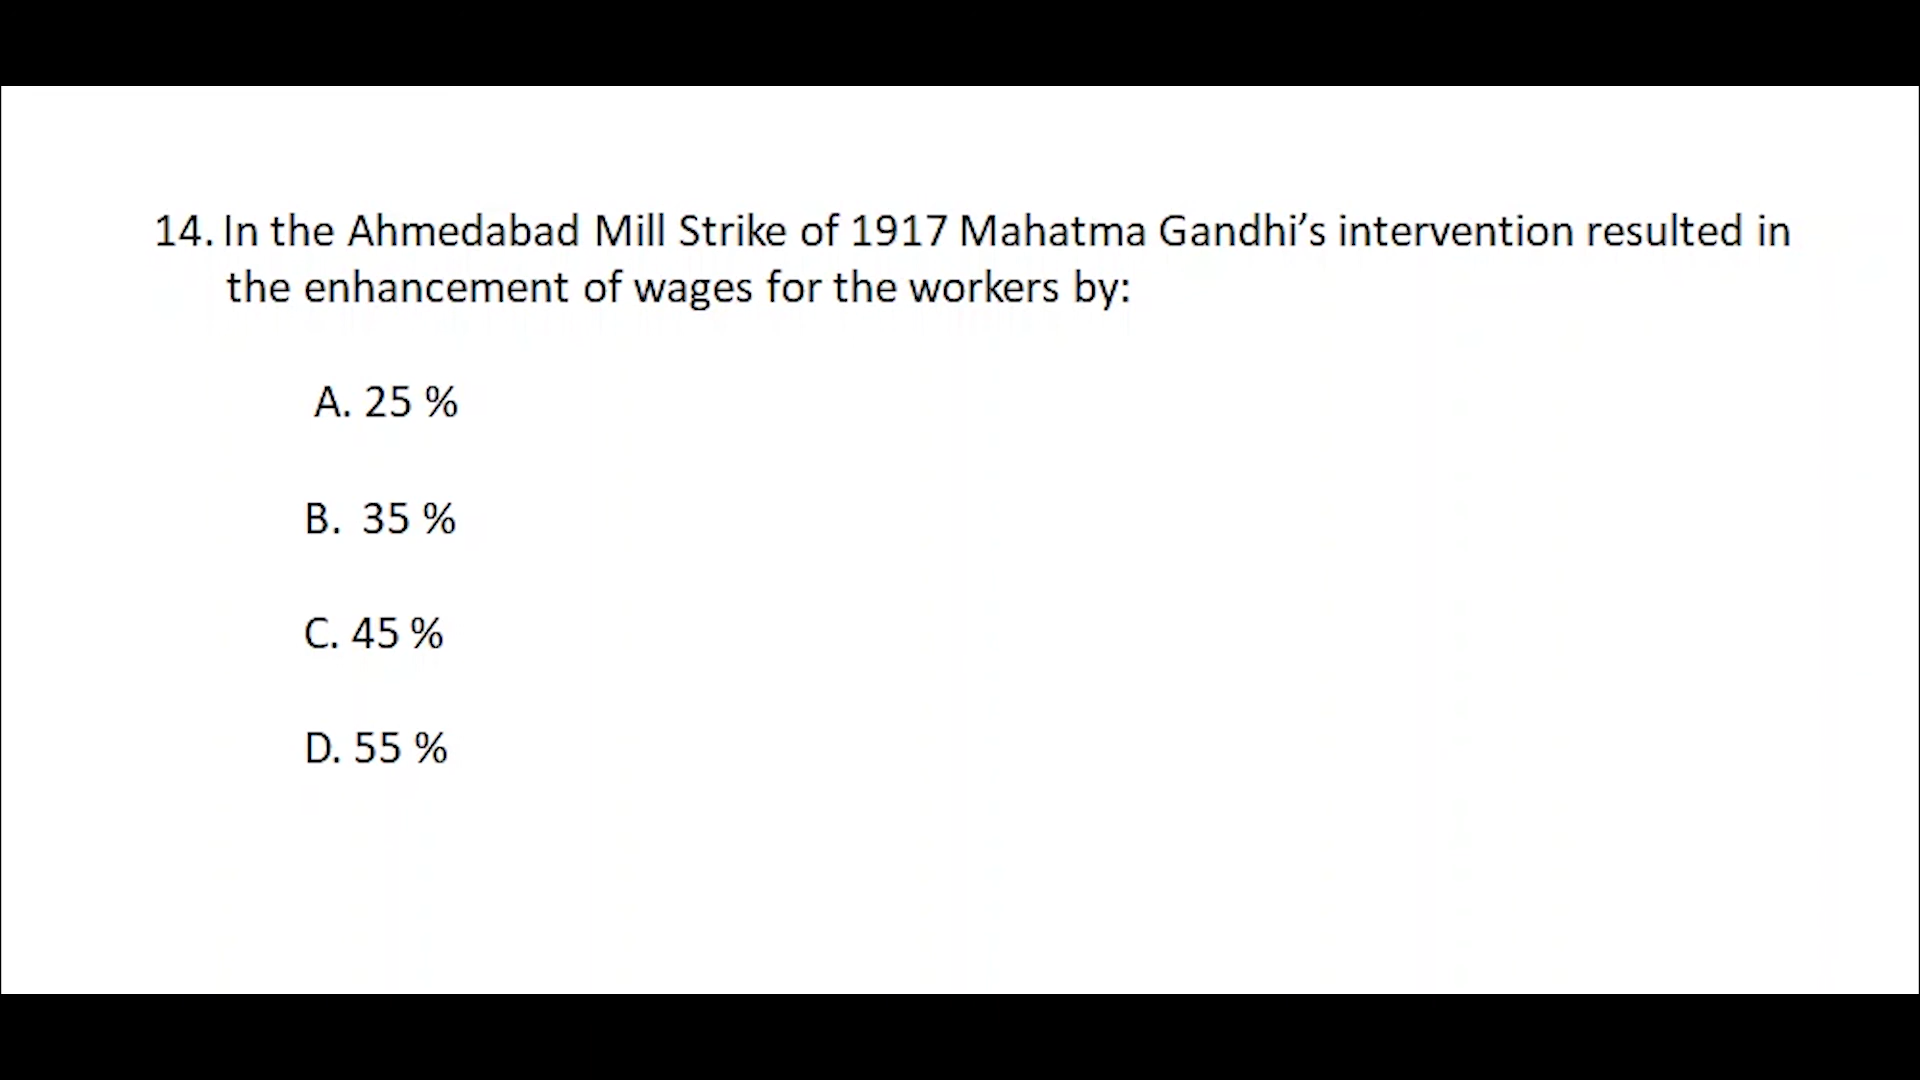 14. In the Ahmedabad Mill Strike of 1917 Mahatma Gandhi’s intervention resulted in
the enhancement of wages for the workers by:
A. 25 %
B. 35 %
C. 45 %
D. 55 %